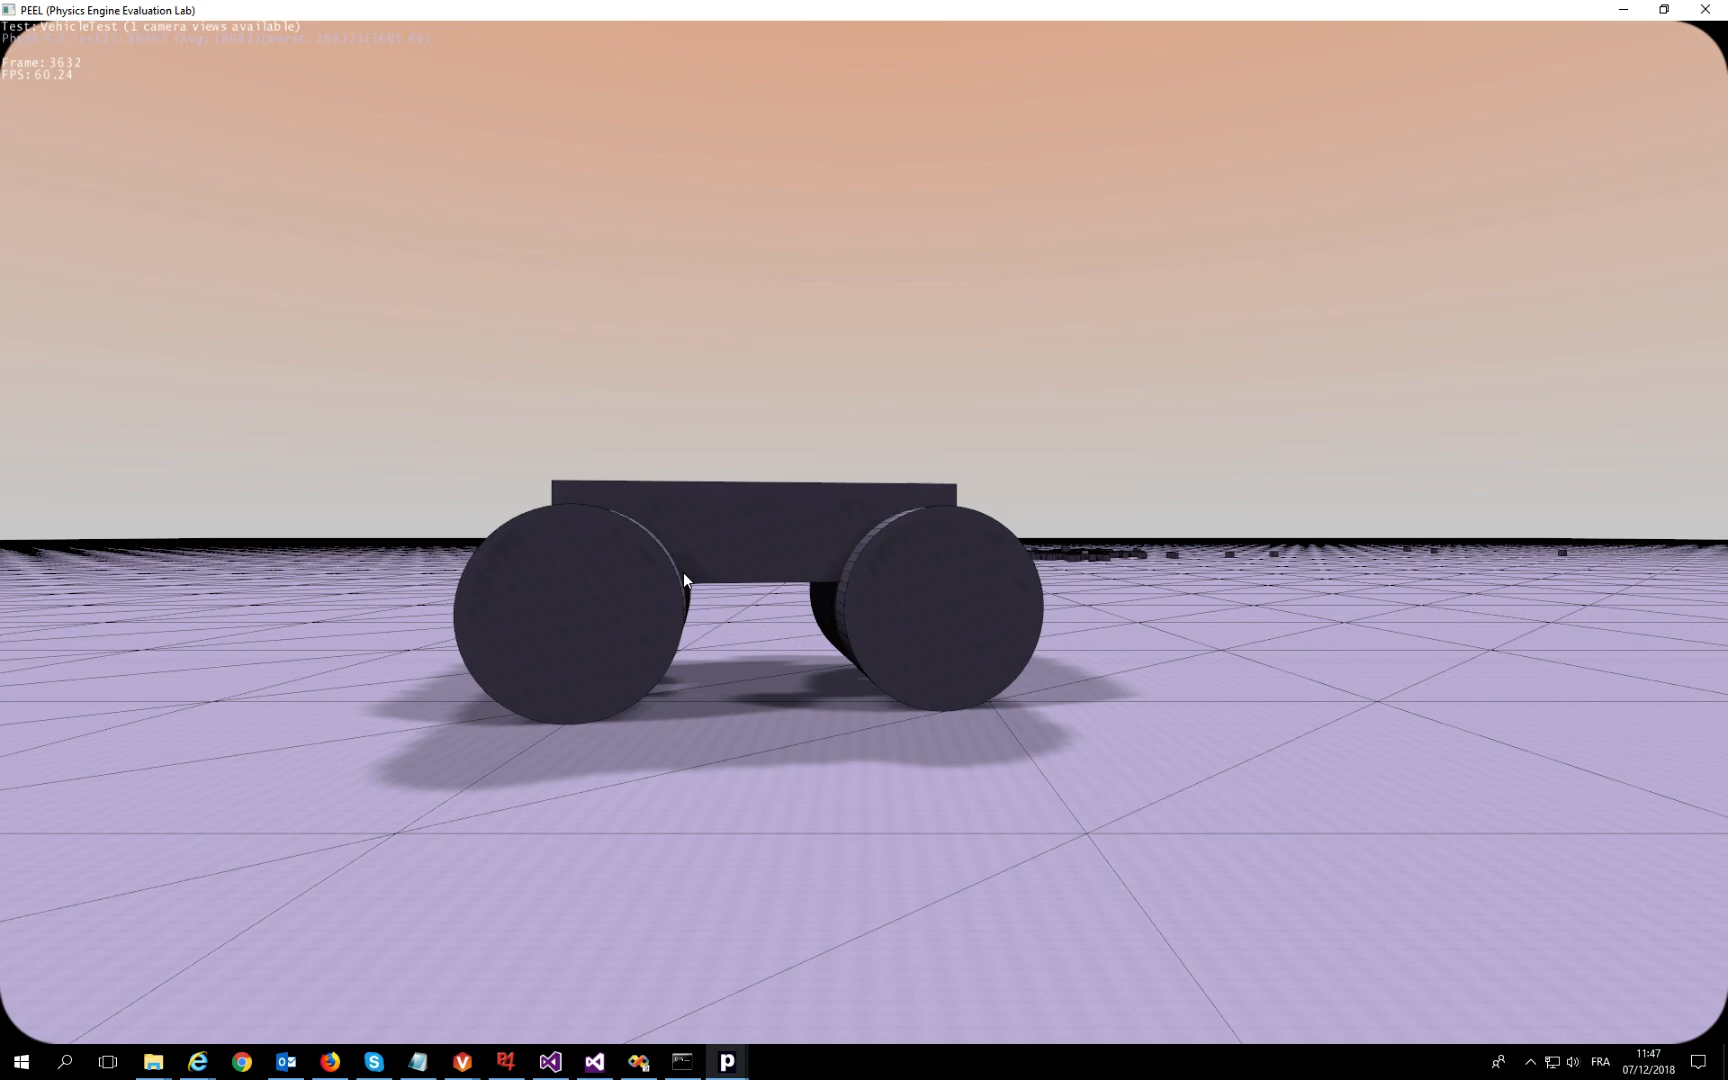 PEEL (Physics Engine Evaluation Lab)
Test: VehicleTest (1 camera views available)
Frame: 3632
FPS: 60.24
FRA
11:47
07/12/2018